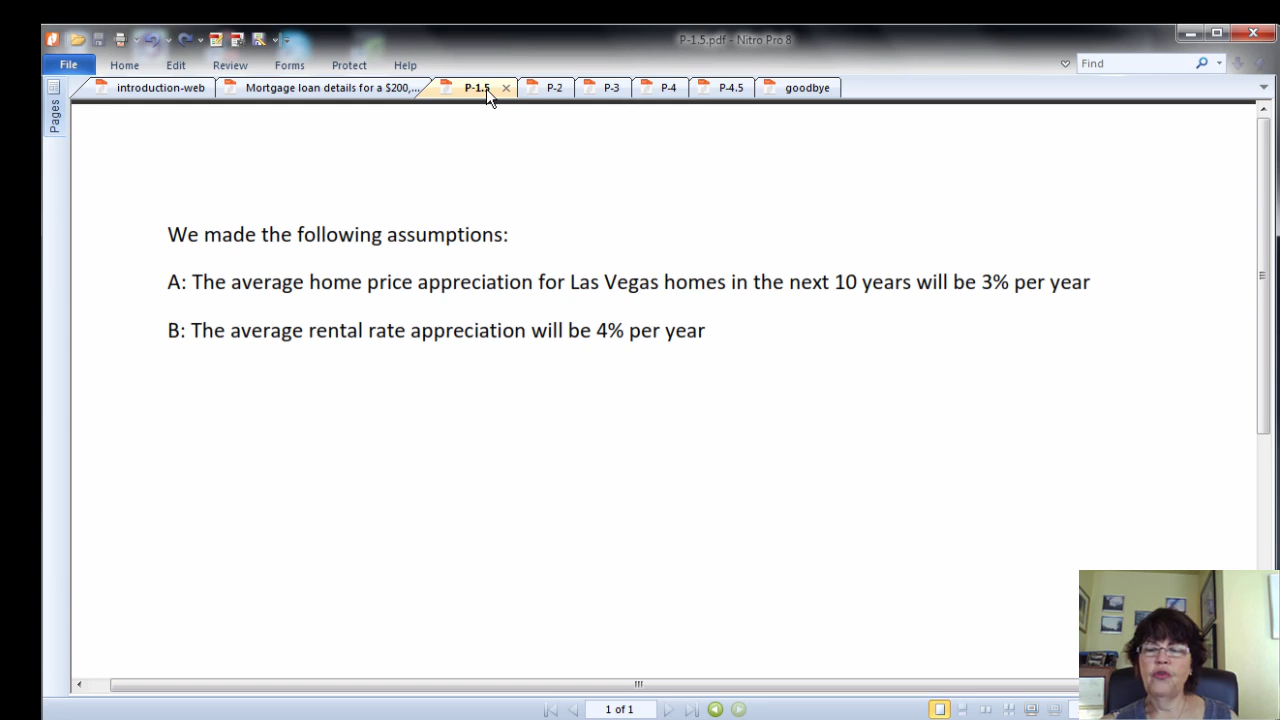 P-1.5.pdf - Nitro Pro 8
File Home Edit Review Forms Protect Help Find
introduction-web Mortgage loan details for a $200,... P-1.5 P-2 P-3 P-4 P-4.5 goodbye
Pages
We made the following assumptions:
A: The average home price appreciation for Las Vegas homes in the next 10 years will be 3% per year
B: The average rental rate appreciation will be 4% per year
1 of 1